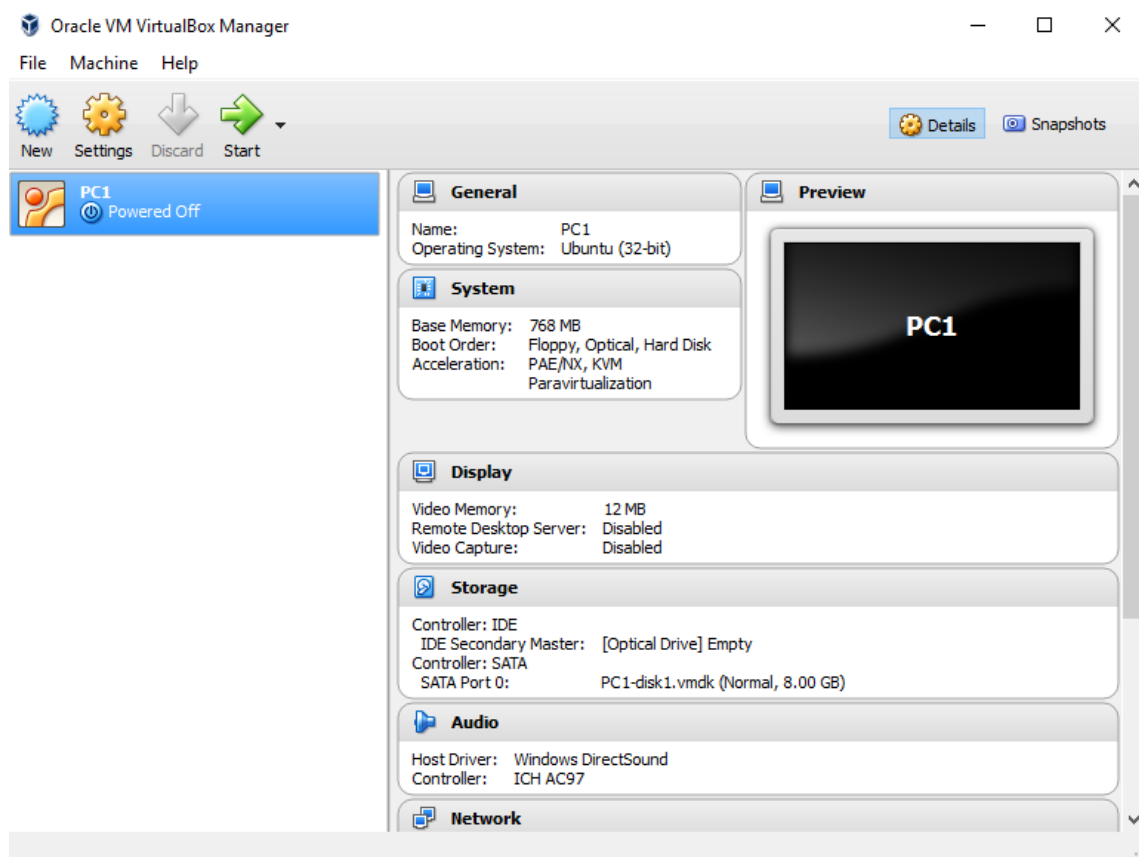 Oracle VM VirtualBox Manager
File Machine Help
New Settings Discard Start
Details Snapshots
PC1
Powered Off
General
Name: PC1
Operating System: Ubuntu (32-bit)
System
Base Memory: 768 MB
Boot Order: Floppy, Optical, Hard Disk
Acceleration: PAE/NX, KVM
Paravirtualization
Preview
PC1
Display
Video Memory: 12 MB
Remote Desktop Server: Disabled
Video Capture: Disabled
Storage
Controller: IDE
IDE Secondary Master: [Optical Drive] Empty
Controller: SATA
SATA Port 0: PC1-disk1.vmdk (Normal, 8.00 GB)
Audio
Host Driver: Windows DirectSound
Controller: ICH AC97
Network